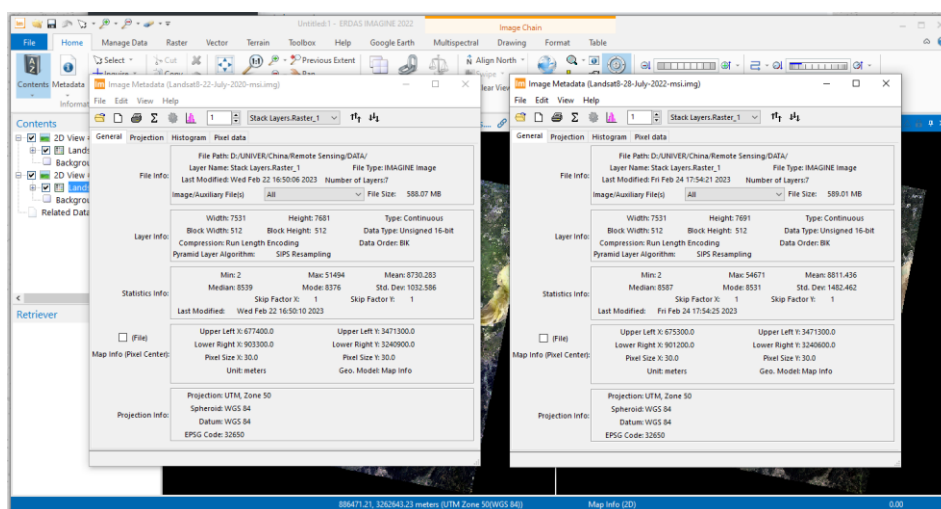 Untitled:1 - ERDAS IMAGINE 2022
Image Chain
File Home Manage Data Raster Vector Terrain Toolbox Help Google Earth Multispectral Drawing Format Table
Select Cut Previous Extent Align North
Contents Metadata
Contents
2D View
Lands
Backgrou
2D View
Lands
Backgrou
Related Data
Retriever
Image Metadata (Landsat8-22-July-2020-msi.img)
File Edit View Help
1 Stack Layers.Raster_1
General Projection Histogram Pixel data
File Info:
File Path: D:/UNIVER/China/Remote Sensing/DATA/
Layer Name: Stack Layers.Raster_1 File Type: IMAGINE Image
Last Modified: Wed Feb 22 16:50:06 2023 Number of Layers:7
Image/Auxiliary File(s) All File Size: 588.07 MB
Layer Info:
Width: 7531 Height: 7681 Type: Continuous
Block Width: 512 Block Height: 512 Data Type: Unsigned 16-bit
Compression: Run Length Encoding Data Order: BIK
Pyramid Layer Algorithm: SIPS Resampling
Statistics Info:
Min: 2 Max: 51494 Mean: 8730.283
Median: 8539 Mode: 8376 Std. Dev: 1032.586
Skip Factor X: 1 Skip Factor Y: 1
Last Modified: Wed Feb 22 16:50:10 2023
(File)
Map Info (Pixel Center):
Upper Left X: 677400.0 Upper Left Y: 3471300.0
Lower Right X: 903300.0 Lower Right Y: 3240900.0
Pixel Size X: 30.0 Pixel Size Y: 30.0
Unit: meters Geo. Model: Map Info
Projection Info:
Projection: UTM, Zone 50
Spheroid: WGS 84
Datum: WGS 84
EPSG Code: 32650
Image Metadata (Landsat8-28-July-2022-msi.img)
File Edit View Help
1 Stack Layers.Raster_1
General Projection Histogram Pixel data
File Info:
File Path: D:/UNIVER/China/Remote Sensing/DATA/
Layer Name: Stack Layers.Raster_1 File Type: IMAGINE Image
Last Modified: Fri Feb 24 17:54:21 2023 Number of Layers:7
Image/Auxiliary File(s) All File Size: 589.01 MB
Layer Info:
Width: 7531 Height: 7691 Type: Continuous
Block Width: 512 Block Height: 512 Data Type: Unsigned 16-bit
Compression: Run Length Encoding Data Order: BIK
Pyramid Layer Algorithm: SIPS Resampling
Statistics Info:
Min: 2 Max: 54671 Mean: 8811.436
Median: 8587 Mode: 8531 Std. Dev: 1482.462
Skip Factor X: 1 Skip Factor Y: 1
Last Modified: Fri Feb 24 17:54:25 2023
(File)
Map Info (Pixel Center):
Upper Left X: 675300.0 Upper Left Y: 3471300.0
Lower Right X: 901200.0 Lower Right Y: 3240600.0
Pixel Size X: 30.0 Pixel Size Y: 30.0
Unit: meters Geo. Model: Map Info
Projection Info:
Projection: UTM, Zone 50
Spheroid: WGS 84
Datum: WGS 84
EPSG Code: 32650
886471.21, 3262643.23 meters (UTM Zone 50(WGS 84)) Map Info (2D) 0.00